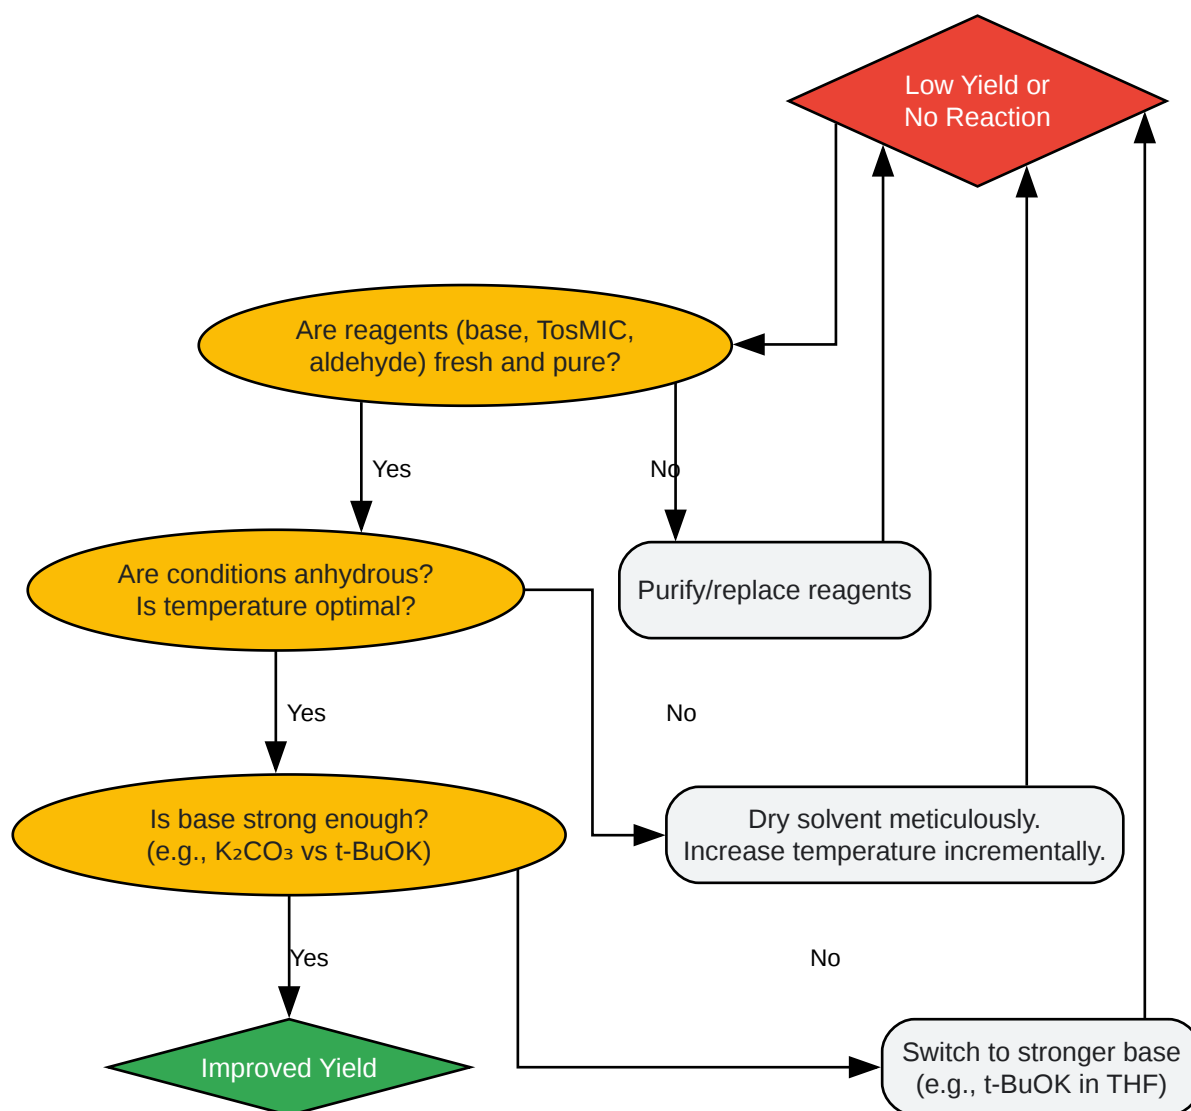 Low Yield or
No Reaction
Are reagents (base, TosMIC,
aldehyde) fresh and pure?
Yes
No
Are conditions anhydrous?
Is temperature optimal?
Purify/replace reagents
Yes
No
Is base strong enough?
(e.g., K₂CO₃ vs t-BuOK)
Dry solvent meticulously.
Increase temperature incrementally.
Yes
No
Improved Yield
Switch to stronger base
(e.g., t-BuOK in THF)